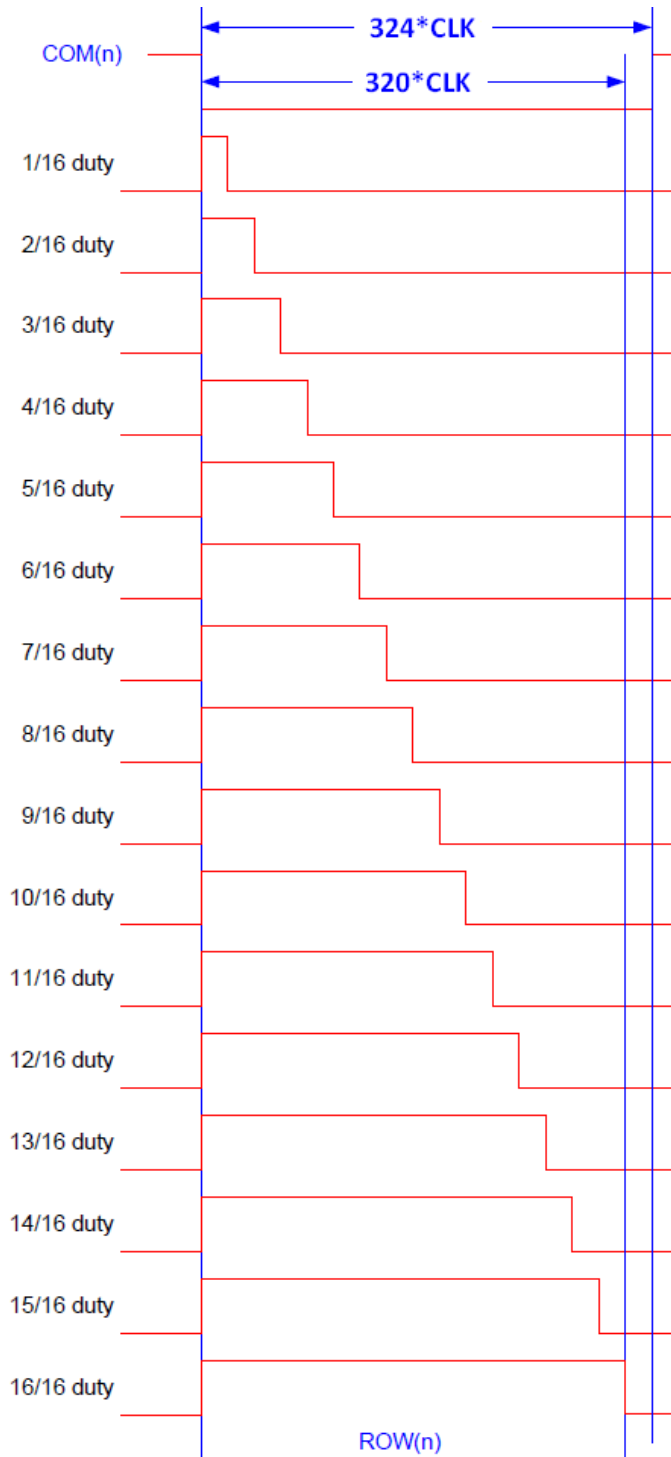 324*CLK
COM(n)
320*CLK
1/16 duty
2/16 duty
3/16 duty
4/16 duty
5/16 duty
6/16 duty
7/16 duty
8/16 duty
9/16 duty
10/16 duty
11/16 duty
12/16 duty
13/16 duty
14/16 duty
15/16 duty
16/16 duty
ROW(n)